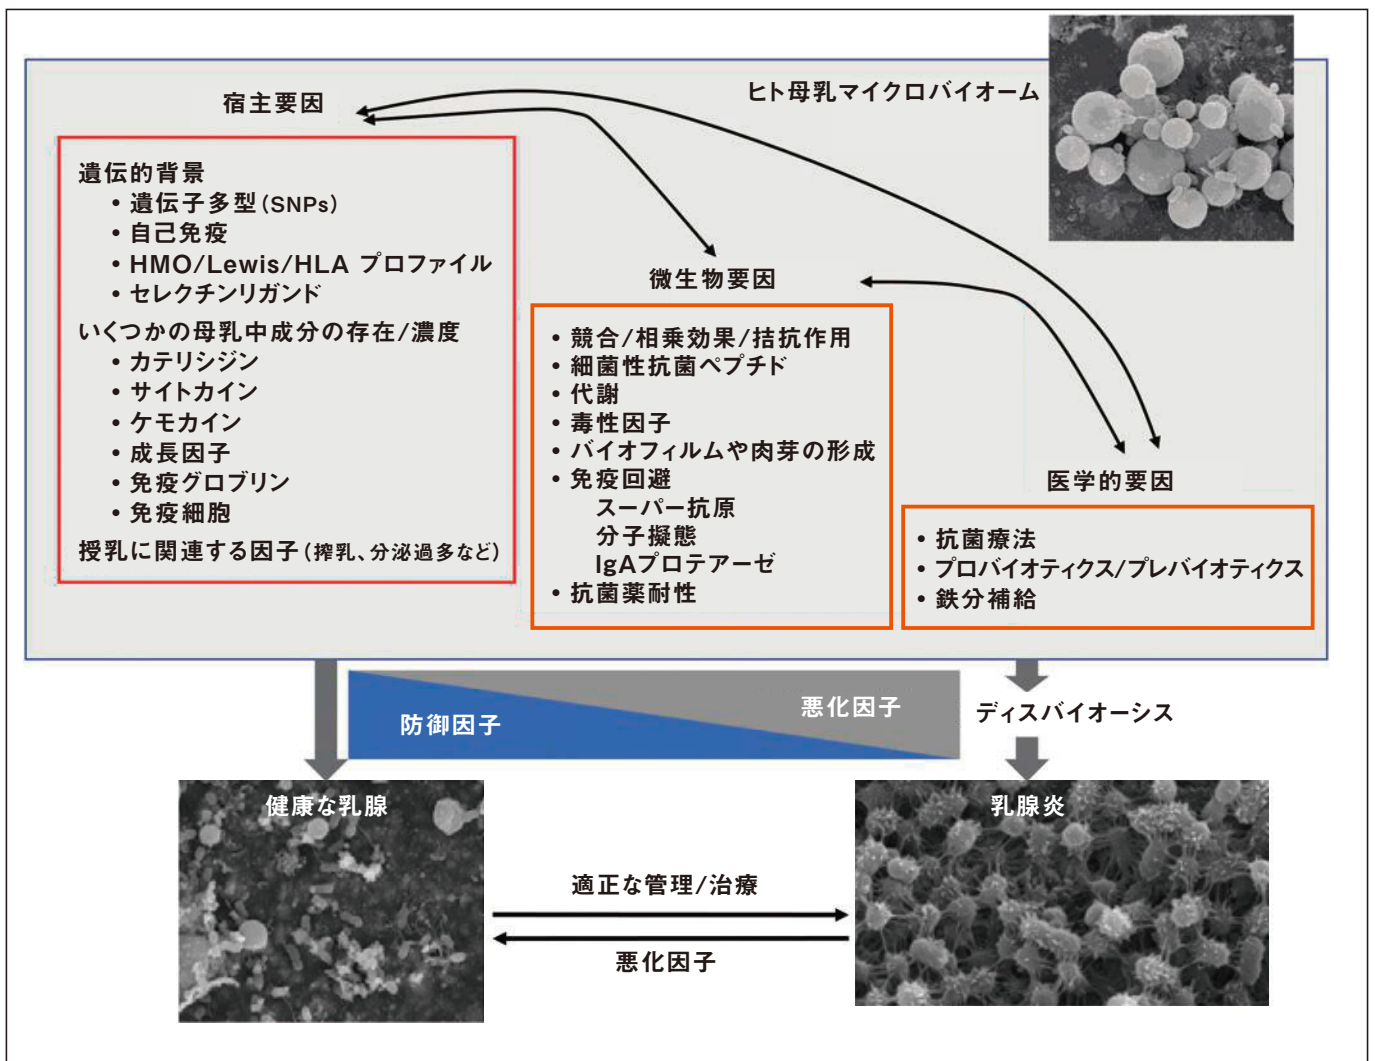 ヒト母乳マイクロバイオーム
宿主要因
遺伝的背景
• 遺伝子多型(SNPs)
• 自己免疫
• HMO/Lewis/HLA プロファイル
• セレクチンリガンド
いくつかの母乳中成分の存在/濃度
• カテリシジン
• サイトカイン
• ケモカイン
• 成長因子
• 免疫グロブリン
• 免疫細胞
授乳に関連する因子(搾乳、分泌過多など)
微生物要因
• 競合/相乗効果/拮抗作用
• 細菌性抗菌ペプチド
• 代謝
• 毒性因子
• バイオフィルムや肉芽の形成
• 免疫回避
スーパー抗原
分子擬態
IgAプロテアーゼ
• 抗菌薬耐性
医学的要因
• 抗菌療法
• プロバイオティクス/プレバイオティクス
• 鉄分補給
防御因子
悪化因子
ディスバイオーシス
健康な乳腺
乳腺炎
適正な管理/治療
悪化因子